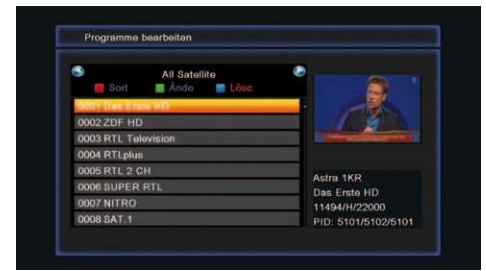 Programme bearbeiten
All Satellite
Sort Ände Lösc
0001 Das Erste HD
0002 ZDF HD
0003 RTL Television
0004 RTLplus
0005 RTL 2 CH
0006 SUPER RTL
0007 NITRO
0008 SAT.1
Astra 1KR
Das Erste HD
11494/H/22000
PID: 5101/5102/5101